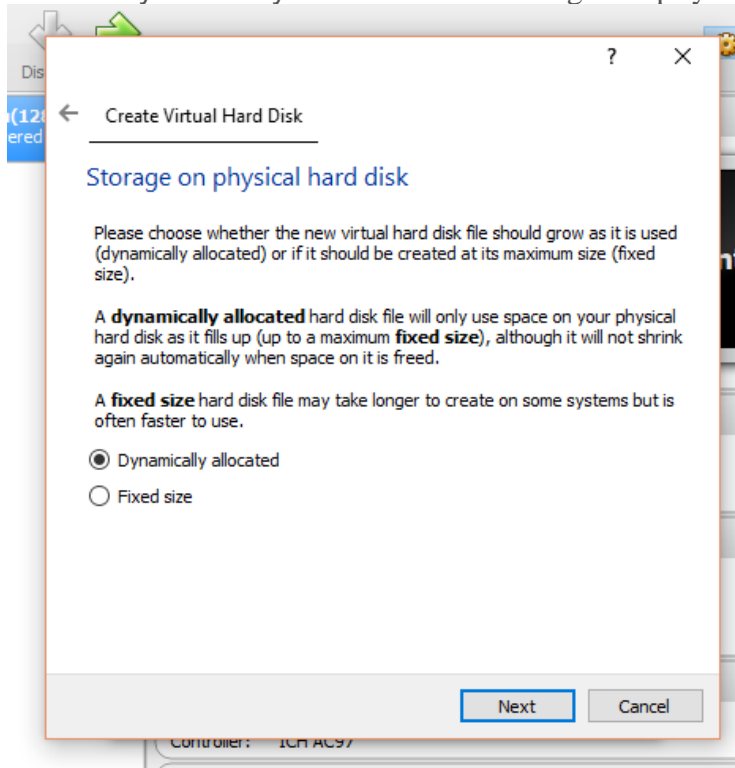 Dis
(128
ered
?
Create Virtual Hard Disk
Storage on physical hard disk
Please choose whether the new virtual hard disk file should grow as it is used
(dynamically allocated) or if it should be created at its maximum size (fixed
size).
A dynamically allocated hard disk file will only use space on your physical
hard disk as it fills up (up to a maximum fixed size), although it will not shrink
again automatically when space on it is freed.
A fixed size hard disk file may take longer to create on some systems but is
often faster to use.
Dynamically allocated
Fixed size
Next Cancel
Controller: ICH AC97